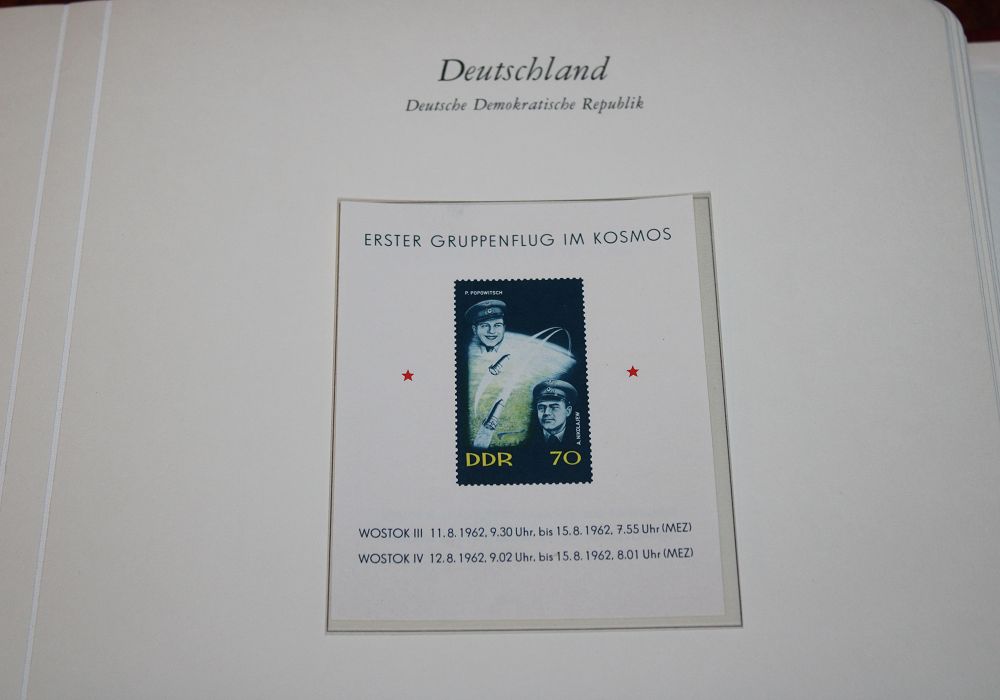 Deutschland
Deutsche Demokratische Republik
ERSTER GRUPPENFLUG IM KOSMOS
P. POPOWITSCH
A. NIKOLAJEW
DDR 70
WOSTOK III 11.8.1962, 9.30 Uhr, bis 15.8.1962, 7.55 Uhr (MEZ)
WOSTOK IV 12.8.1962, 9.02 Uhr, bis 15.8.1962, 8.01 Uhr (MEZ)